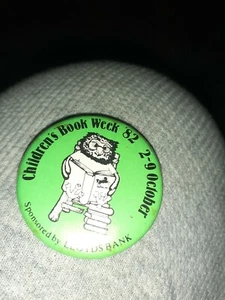 Children's Book Week '82 2-9 October
Sponsored by LLOYDS BANK